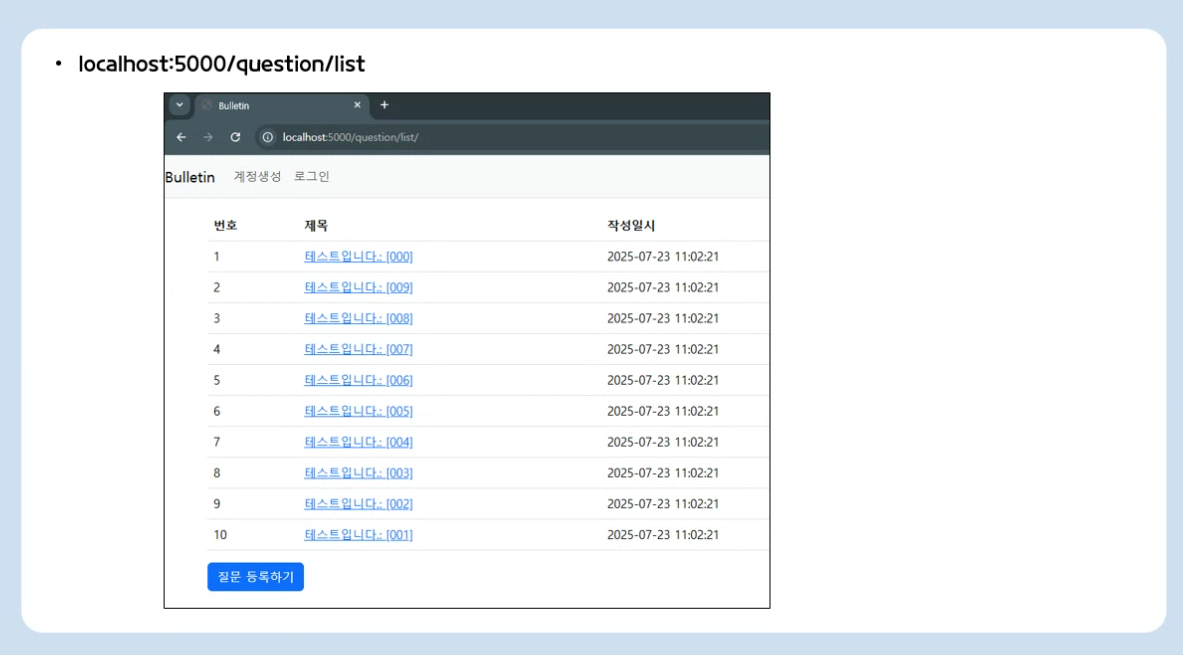 • localhost:5000/question/list
Bulletin
localhost:5000/question/list/
Bulletin 계정생성 로그인
번호 제목 작성일시
1 테스트입니다.: [000] 2025-07-23 11:02:21
2 테스트입니다.: [009] 2025-07-23 11:02:21
3 테스트입니다.: [008] 2025-07-23 11:02:21
4 테스트입니다.: [007] 2025-07-23 11:02:21
5 테스트입니다.: [006] 2025-07-23 11:02:21
6 테스트입니다.: [005] 2025-07-23 11:02:21
7 테스트입니다.: [004] 2025-07-23 11:02:21
8 테스트입니다.: [003] 2025-07-23 11:02:21
9 테스트입니다.: [002] 2025-07-23 11:02:21
10 테스트입니다.: [001] 2025-07-23 11:02:21
질문 등록하기